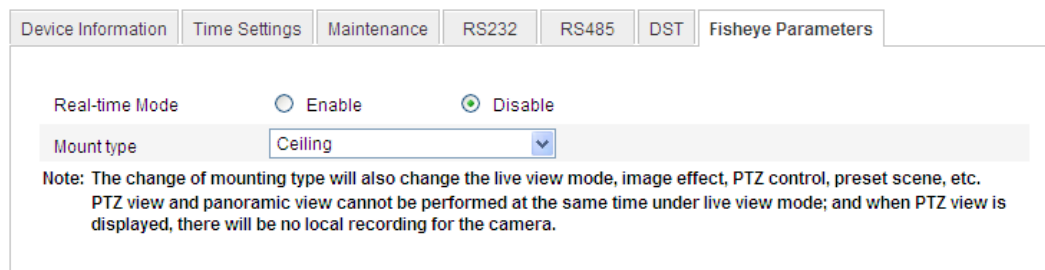 Device Information Time Settings Maintenance RS232 RS485 DST Fisheye Parameters
Real-time Mode Enable Disable
Mount type Ceiling
Note: The change of mounting type will also change the live view mode, image effect, PTZ control, preset scene, etc.
PTZ view and panoramic view cannot be performed at the same time under live view mode; and when PTZ view is
displayed, there will be no local recording for the camera.